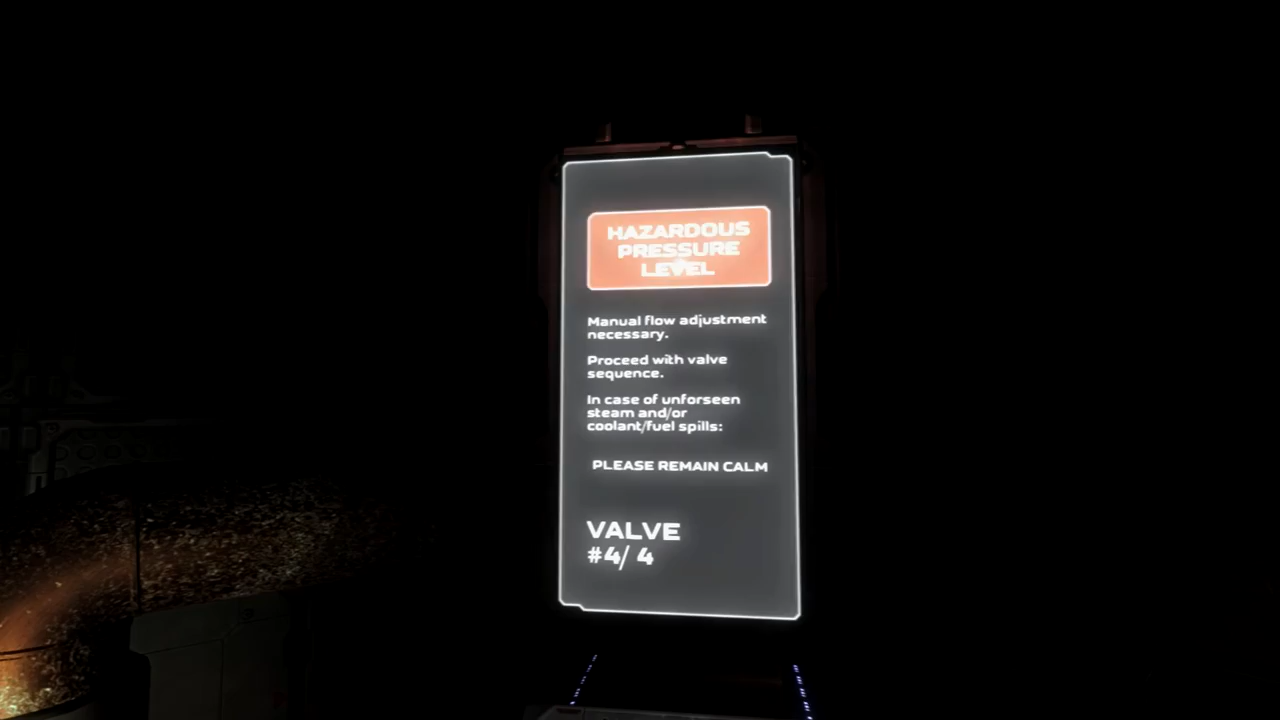 HAZARDOUS
PRESSURE
LEVEL
Manual flow adjustment
necessary.
Proceed with valve
sequence.
In case of unforseen
steam and/or
coolant/fuel spills:
PLEASE REMAIN CALM
VALVE
#4/ 4